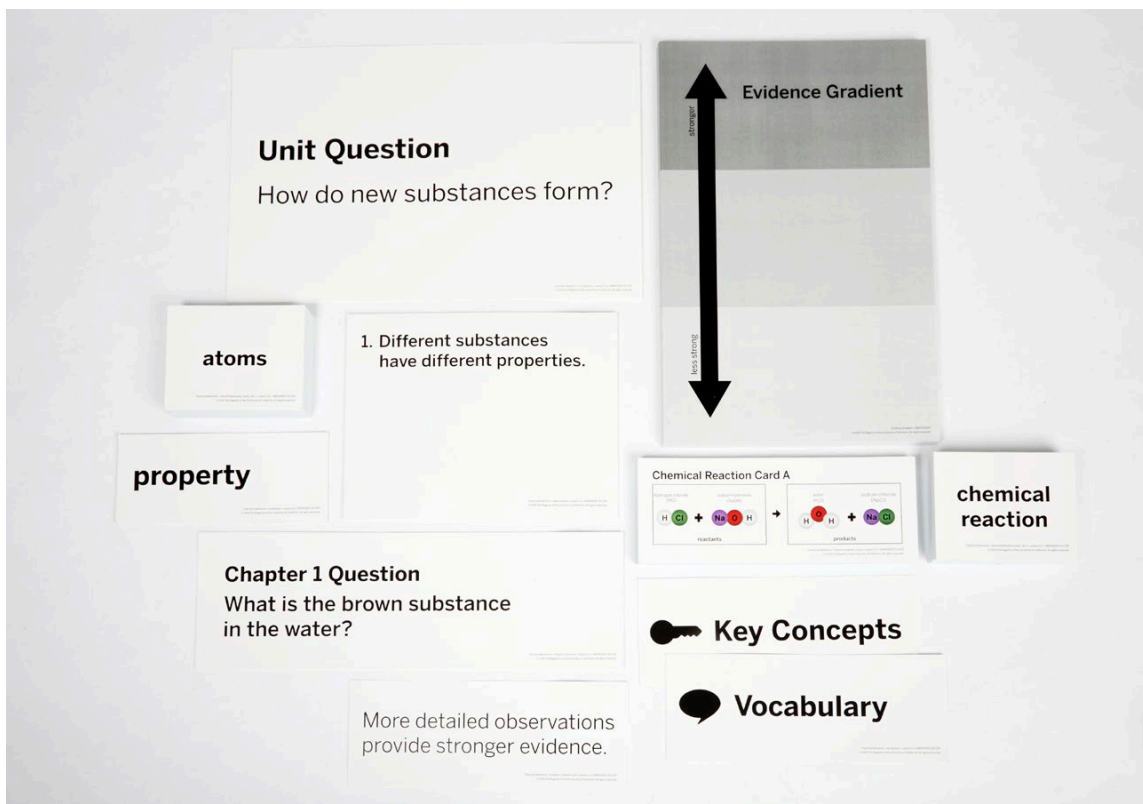 Unit Question
How do new substances form?
Evidence Gradient
stronger
less strong
atoms
1. Different substances
have different properties.
property
Chemical Reaction Card A
H Cl + Na O H → H O H + Na Cl
reactants
products
chemical
reaction
Chapter 1 Question
What is the brown substance
in the water?
Key Concepts
Vocabulary
More detailed observations
provide stronger evidence.